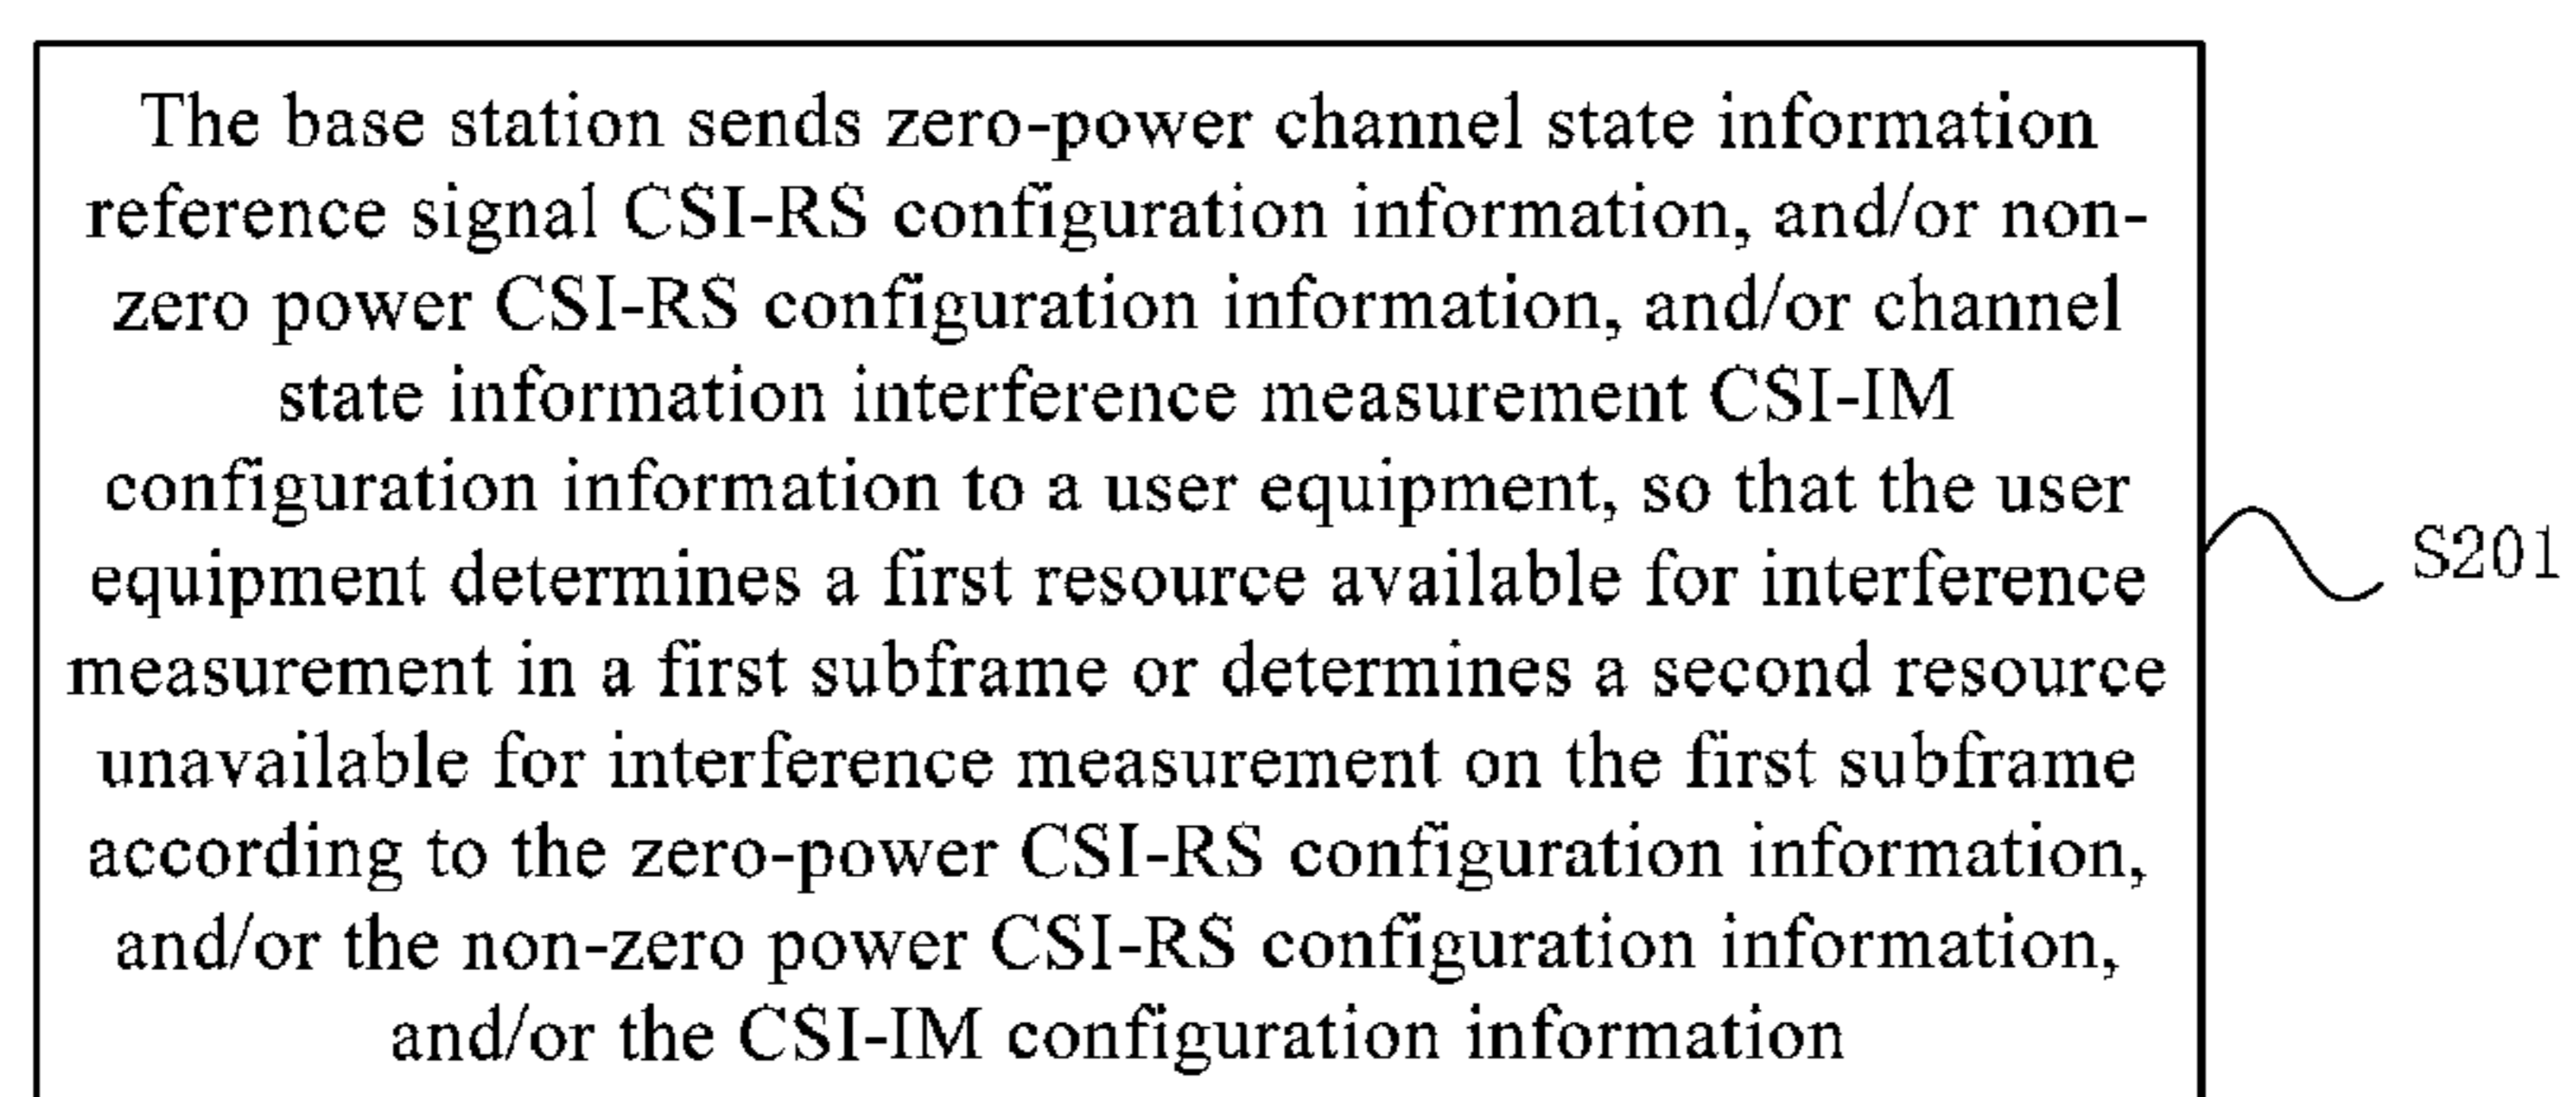 The base station sends zero-power channel state information
reference signal CSI-RS configuration information, and/or non-
zero power CSI-RS configuration information, and/or channel
state information interference measurement CSI-IM
configuration information to a user equipment, so that the user
equipment determines a first resource available for interference
measurement in a first subframe or determines a second resource
unavailable for interference measurement on the first subframe
according to the zero-power CSI-RS configuration information,
and/or the non-zero power CSI-RS configuration information,
and/or the CSI-IM configuration information
S201